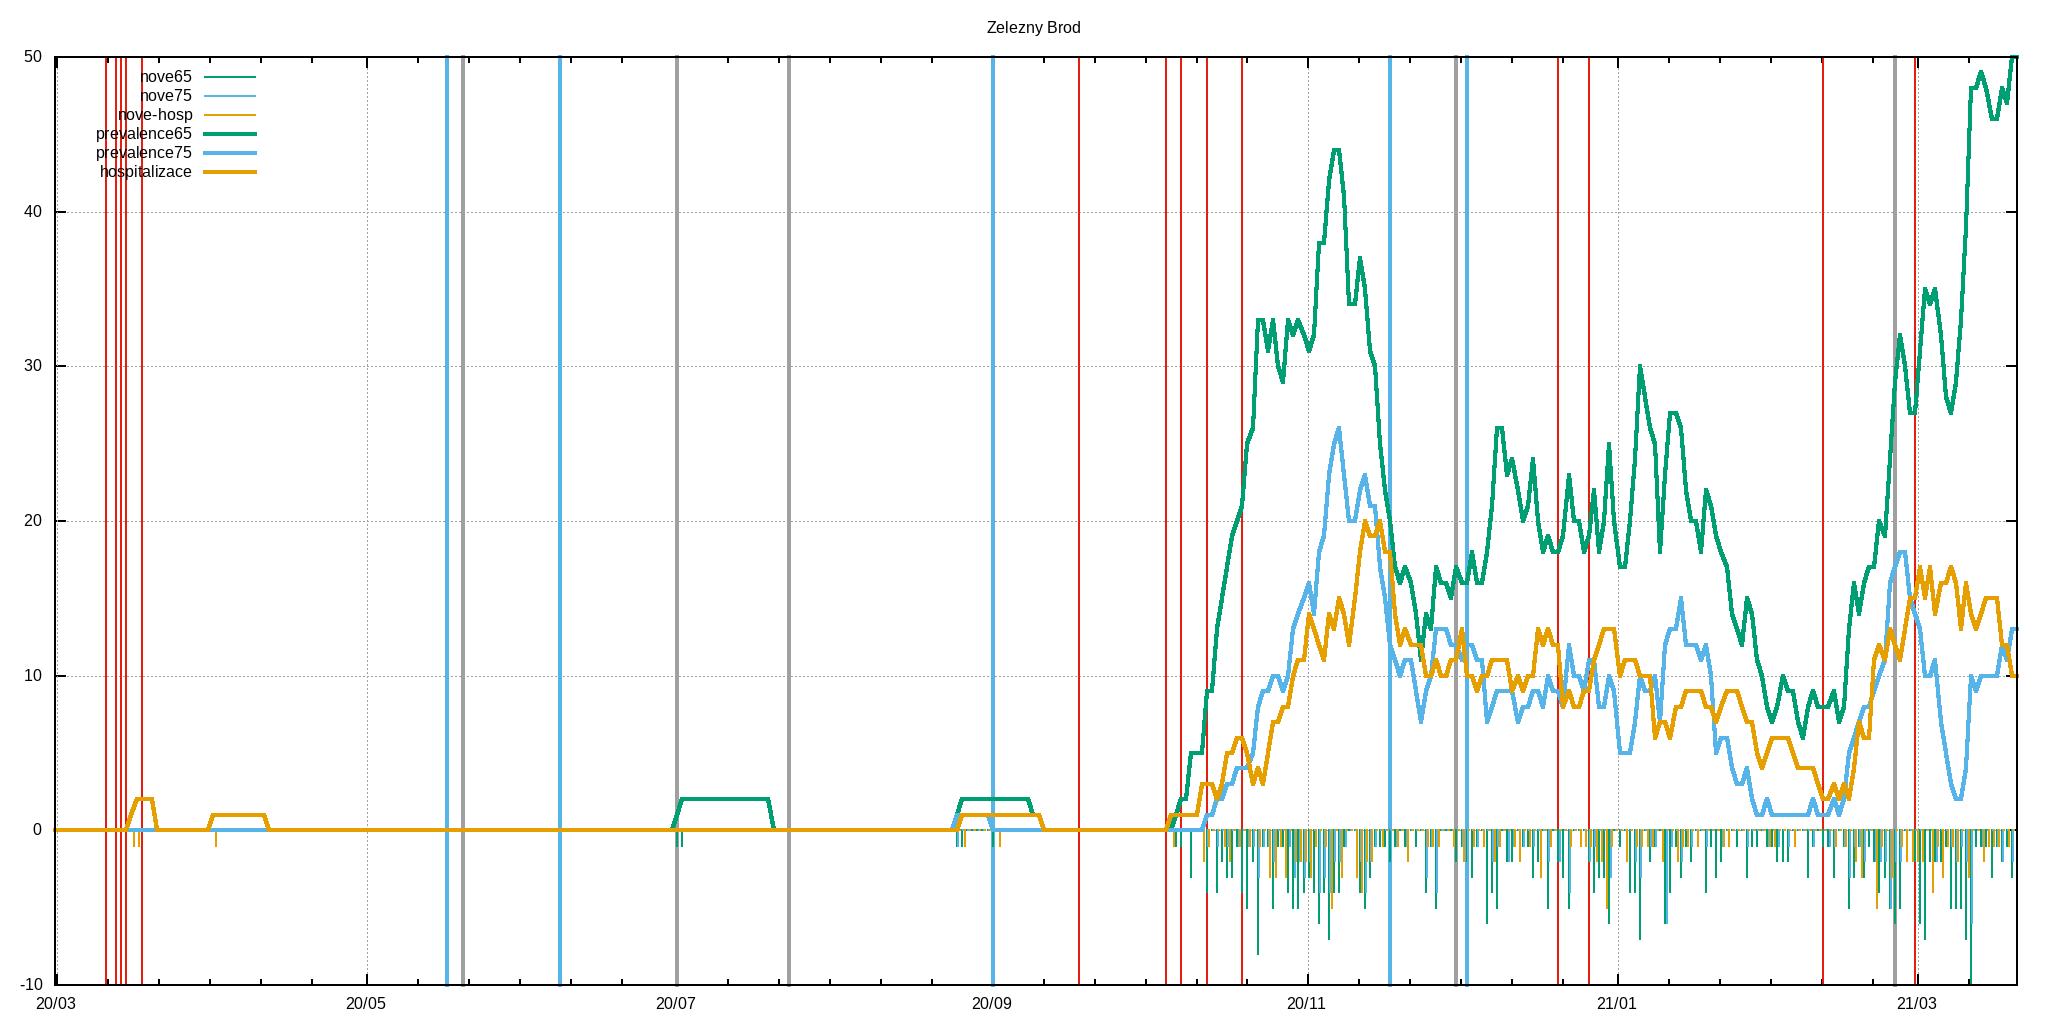 Zelezny Brod
50
nove65
nove75
nove-hosp
prevalence65
prevalence75
hospitalizace
40
30
20
10
0
-10
20/03 20/05 20/07 20/09 20/11 21/01 21/03